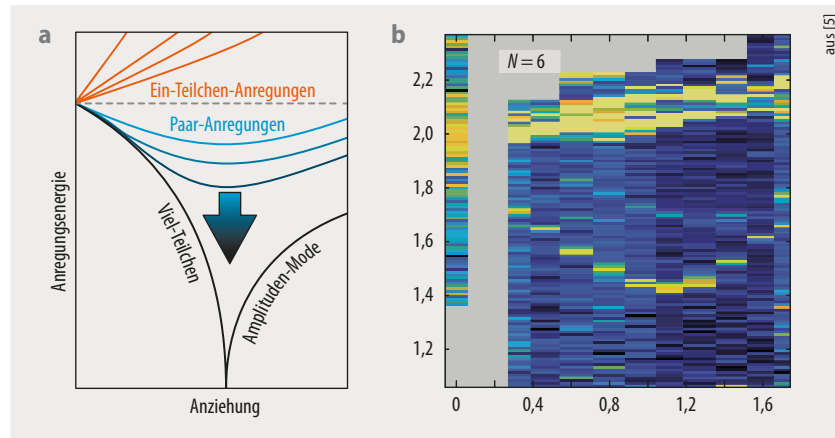 a
Anregungsenergie
Ein-Teilchen-Anregungen
Paar-Anregungen
Viel-Teilchen
Amplituden-Mode
Anziehung
b
N = 6
2,2
2,0
1,8
1,6
1,4
1,2
0 0,4 0,8 1,2 1,6
aus [5]